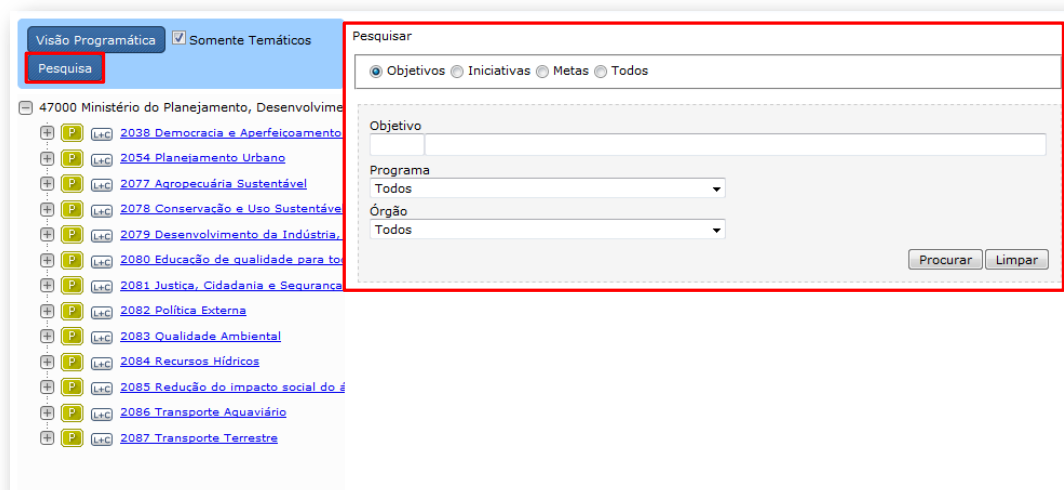 Visão Programática
Somente Temáticos
Pesquisa
47000 Ministério do Planejamento, Desenvolvime
P L+C 2038 Democracia e Aperfeiçoamento
P L+C 2054 Planejamento Urbano
P L+C 2077 Agropecuária Sustentável
P L+C 2078 Conservação e Uso Sustentáve
P L+C 2079 Desenvolvimento da Indústria,
P L+C 2080 Educação de qualidade para to
P L+C 2081 Justiça, Cidadania e Segurança
P L+C 2082 Política Externa
P L+C 2083 Qualidade Ambiental
P L+C 2084 Recursos Hídricos
P L+C 2085 Redução do impacto social do á
P L+C 2086 Transporte Aquaviário
P L+C 2087 Transporte Terrestre
Pesquisar
Objetivos Iniciativas Metas Todos
Objetivo
Programa
Todos
Órgão
Todos
Procurar Limpar